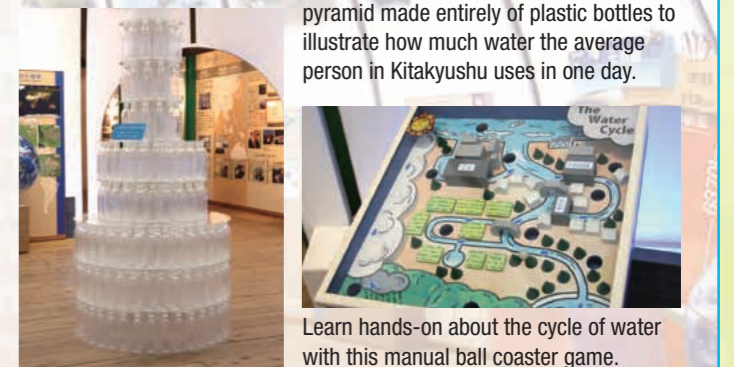 pyramid made entirely of plastic bottles to
illustrate how much water the average
person in Kitakyushu uses in one day.
The
Water
Cycle
Learn hands-on about the cycle of water
with this manual ball coaster game.